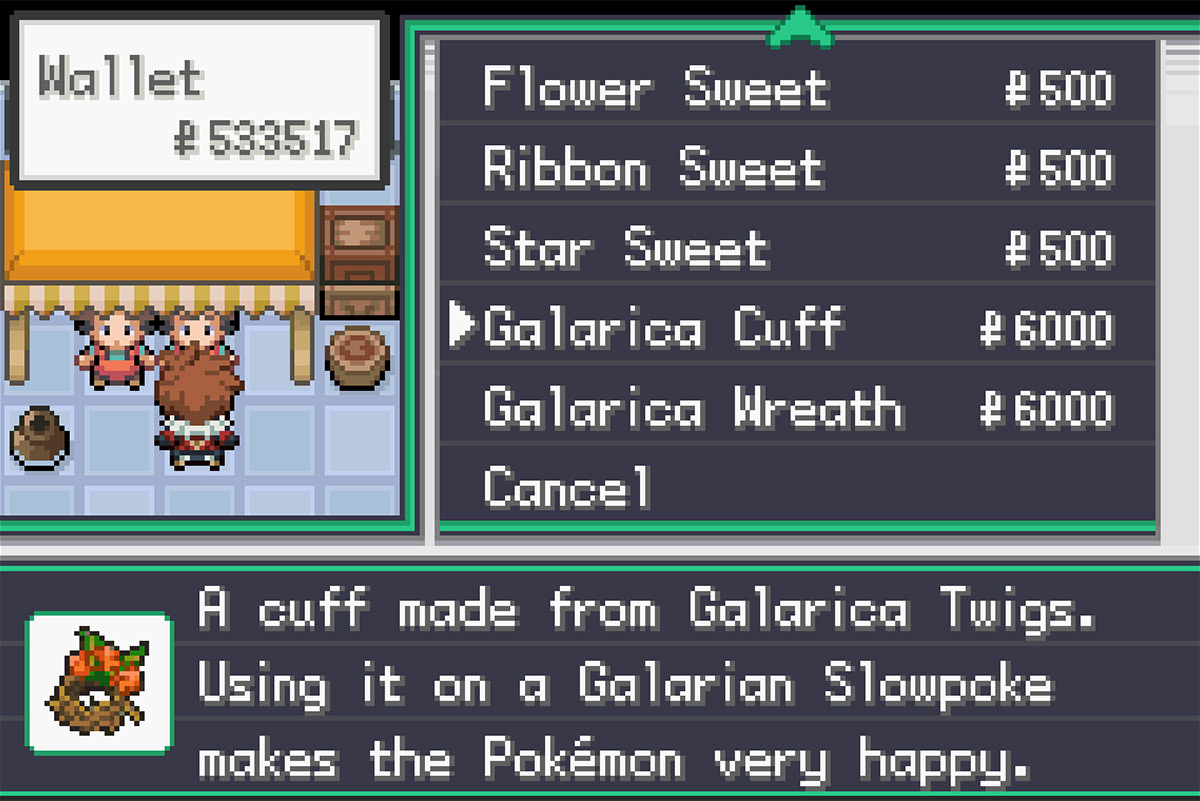 Wallet
₽533517
Flower Sweet ₽500
Ribbon Sweet ₽500
Star Sweet ₽500
Galarica Cuff ₽6000
Galarica Wreath ₽6000
Cancel
A cuff made from Galarica Twigs.
Using it on a Galarian Slowpoke
makes the Pokémon very happy.